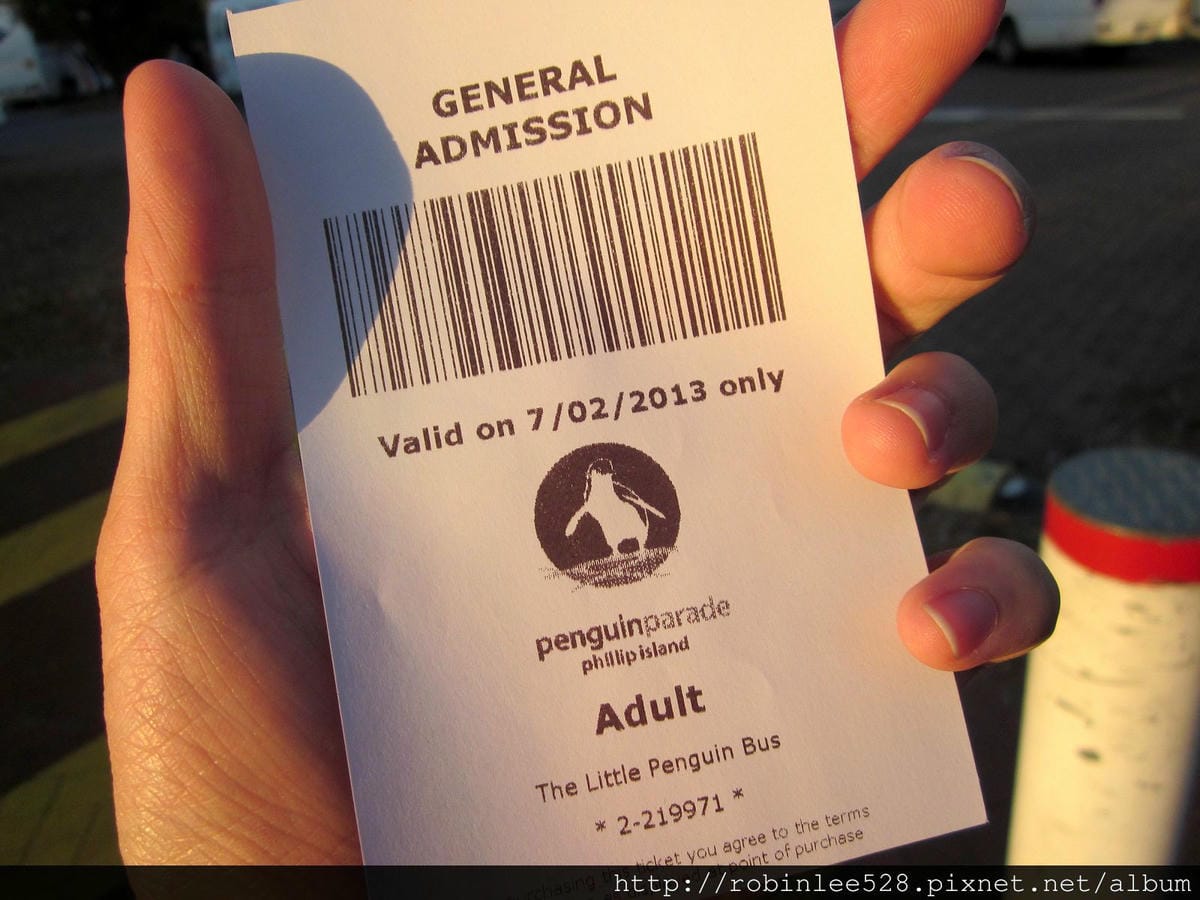 GENERAL
ADMISSION
Valid on 7/02/2013 only
penguinparade
phillip island
Adult
The Little Penguin Bus
* 2-219971 *
ticket you agree to the terms
point of purchase
http://robinlee528.pixnet.net/album